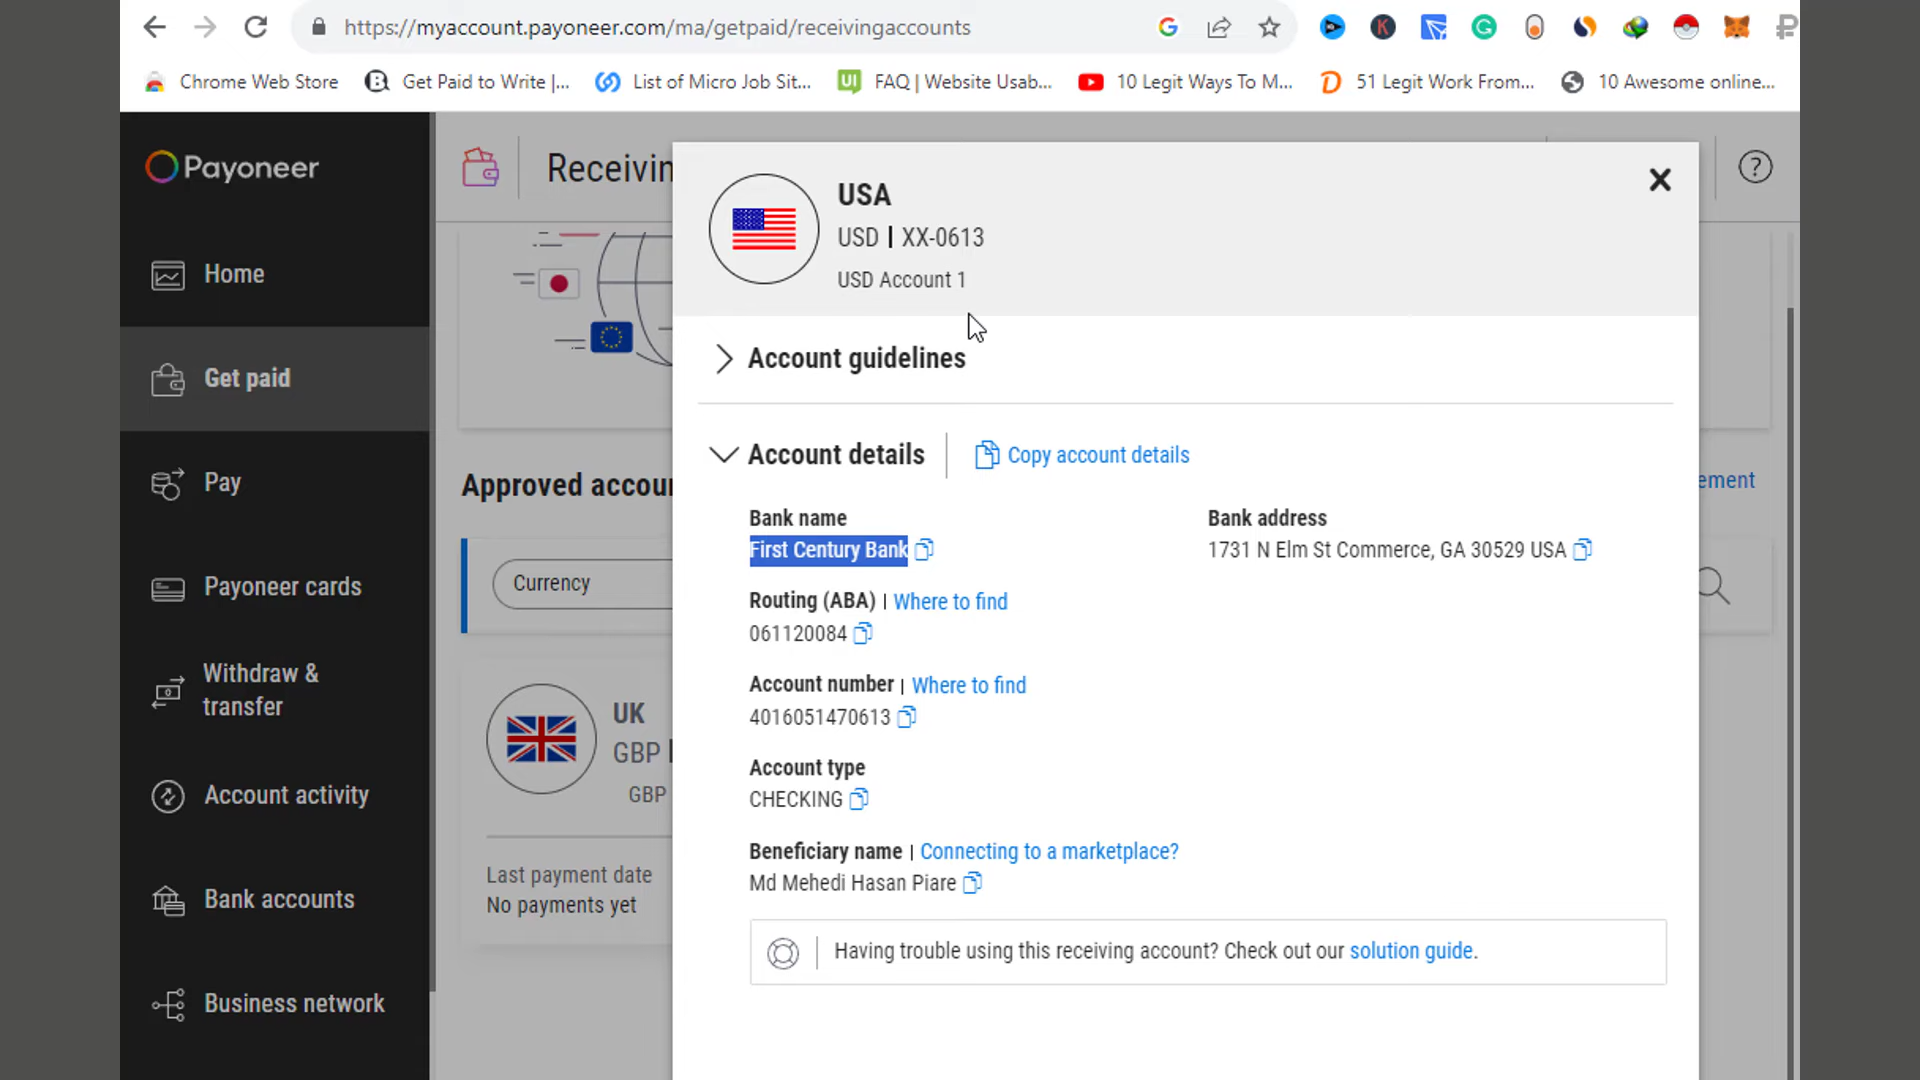 https://myaccount.payoneer.com/ma/getpaid/receivingaccounts
Chrome Web Store
Get Paid to Write |...
List of Micro Job Sit...
FAQ | Website Usab...
10 Legit Ways To M...
51 Legit Work From...
10 Awesome online...
Payoneer
Home
Get paid
Pay
Payoneer cards
Withdraw &
transfer
Account activity
Bank accounts
Business network
Receivin
Approved accoun
ement
Currency
UK
GBP |
GBP
Last payment date
No payments yet
USA
USD | XX-0613
USD Account 1
Account guidelines
Account details
Copy account details
Bank name
First Century Bank
Bank address
1731 N Elm St Commerce, GA 30529 USA
Routing (ABA) | Where to find
061120084
Account number | Where to find
4016051470613
Account type
CHECKING
Beneficiary name | Connecting to a marketplace?
Md Mehedi Hasan Piare
Having trouble using this receiving account? Check out our solution guide.